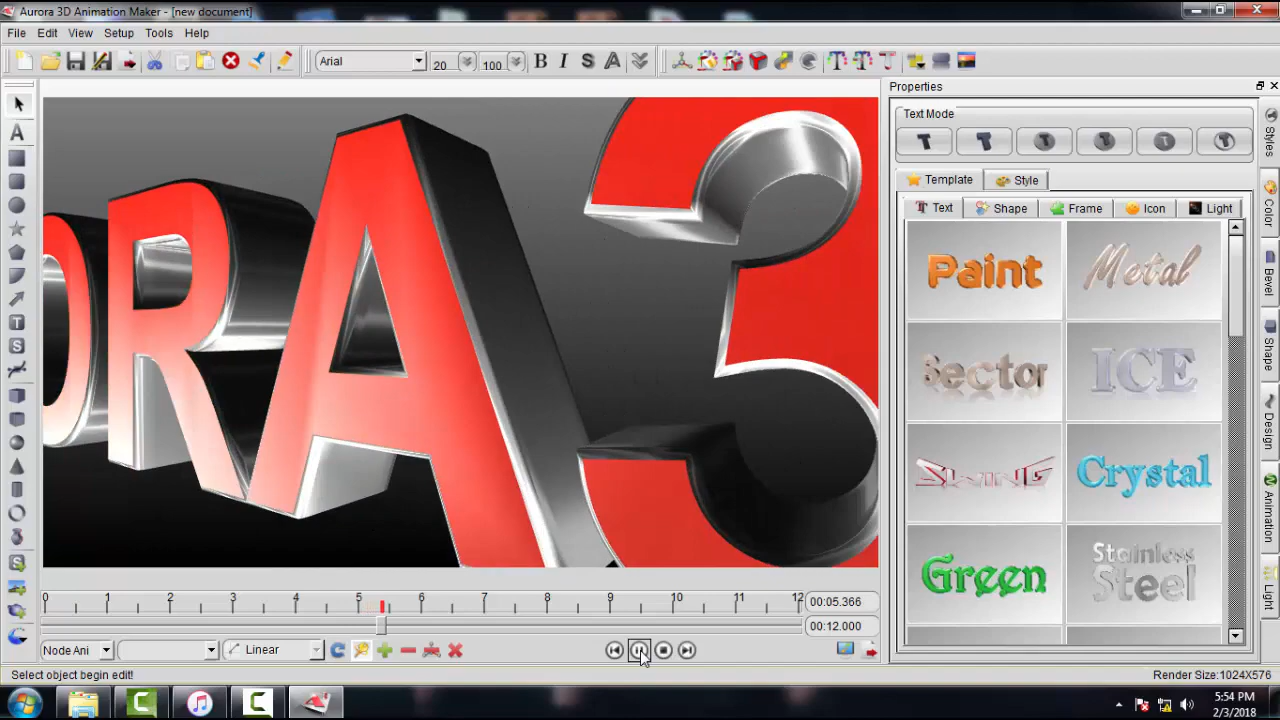 Aurora 3D Animation Maker - [new document]
File Edit View Setup Tools Help
Arial 20 100 B I S A
Properties
Text Mode
Template Style
Text Shape Frame Icon Light
Paint Metal
Sector ICE
SWING Crystal
Green Stainless Steel
Styles
Color
Bevel
Shape
Design
Animation
Light
ORA 3
0 1 2 3 4 5 6 7 8 9 10 11 12 00:05.366
00:12.000
Node Ani Linear
Select object begin edit! Render Size:1024X576
5:54 PM
2/3/2018